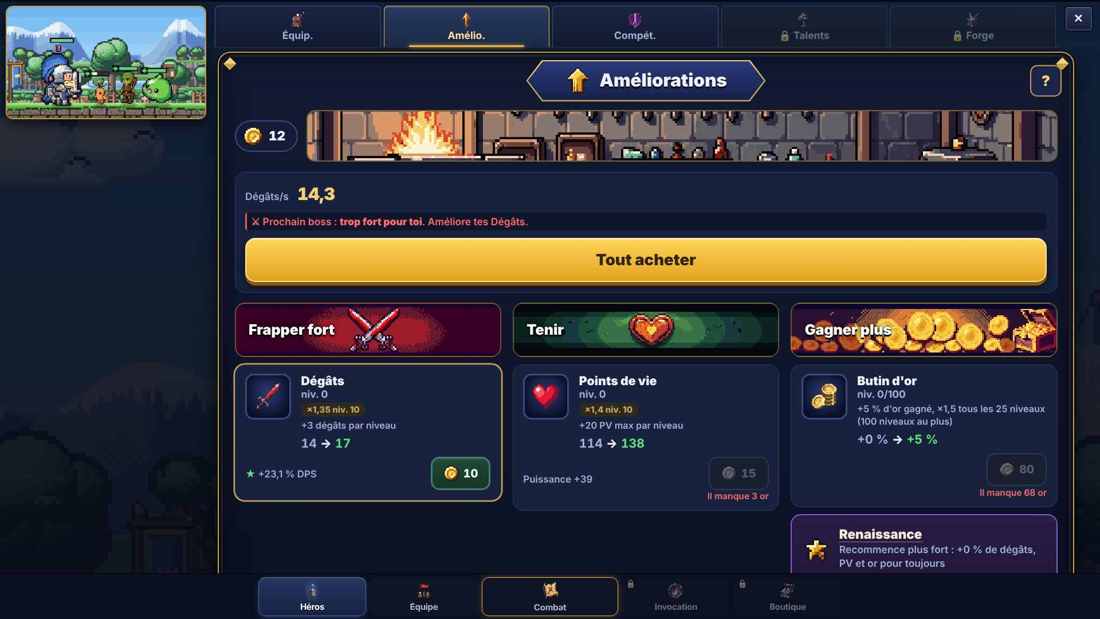 Équip.
Amélio.
Compét.
Talents
Forge
×
Améliorations
?
12
Dégâts/s 14,3
Prochain boss : trop fort pour toi. Améliore tes Dégâts.
Tout acheter
Frapper fort
Tenir
Gagner plus
Dégâts
niv. 0
×1,35 niv. 10
+3 dégâts par niveau
14 → 17
★ +23,1 % DPS
10
Points de vie
niv. 0
×1,4 niv. 10
+20 PV max par niveau
114 → 138
Puissance +39
15
Il manque 3 or
Butin d'or
niv. 0/100
+5 % d'or gagné, ×1,5 tous les 25 niveaux
(100 niveaux au plus)
+0 % → +5 %
80
Il manque 68 or
Renaissance
Recommence plus fort : +0 % de dégâts,
PV et or pour toujours
Héros
Équipe
Combat
Invocation
Boutique